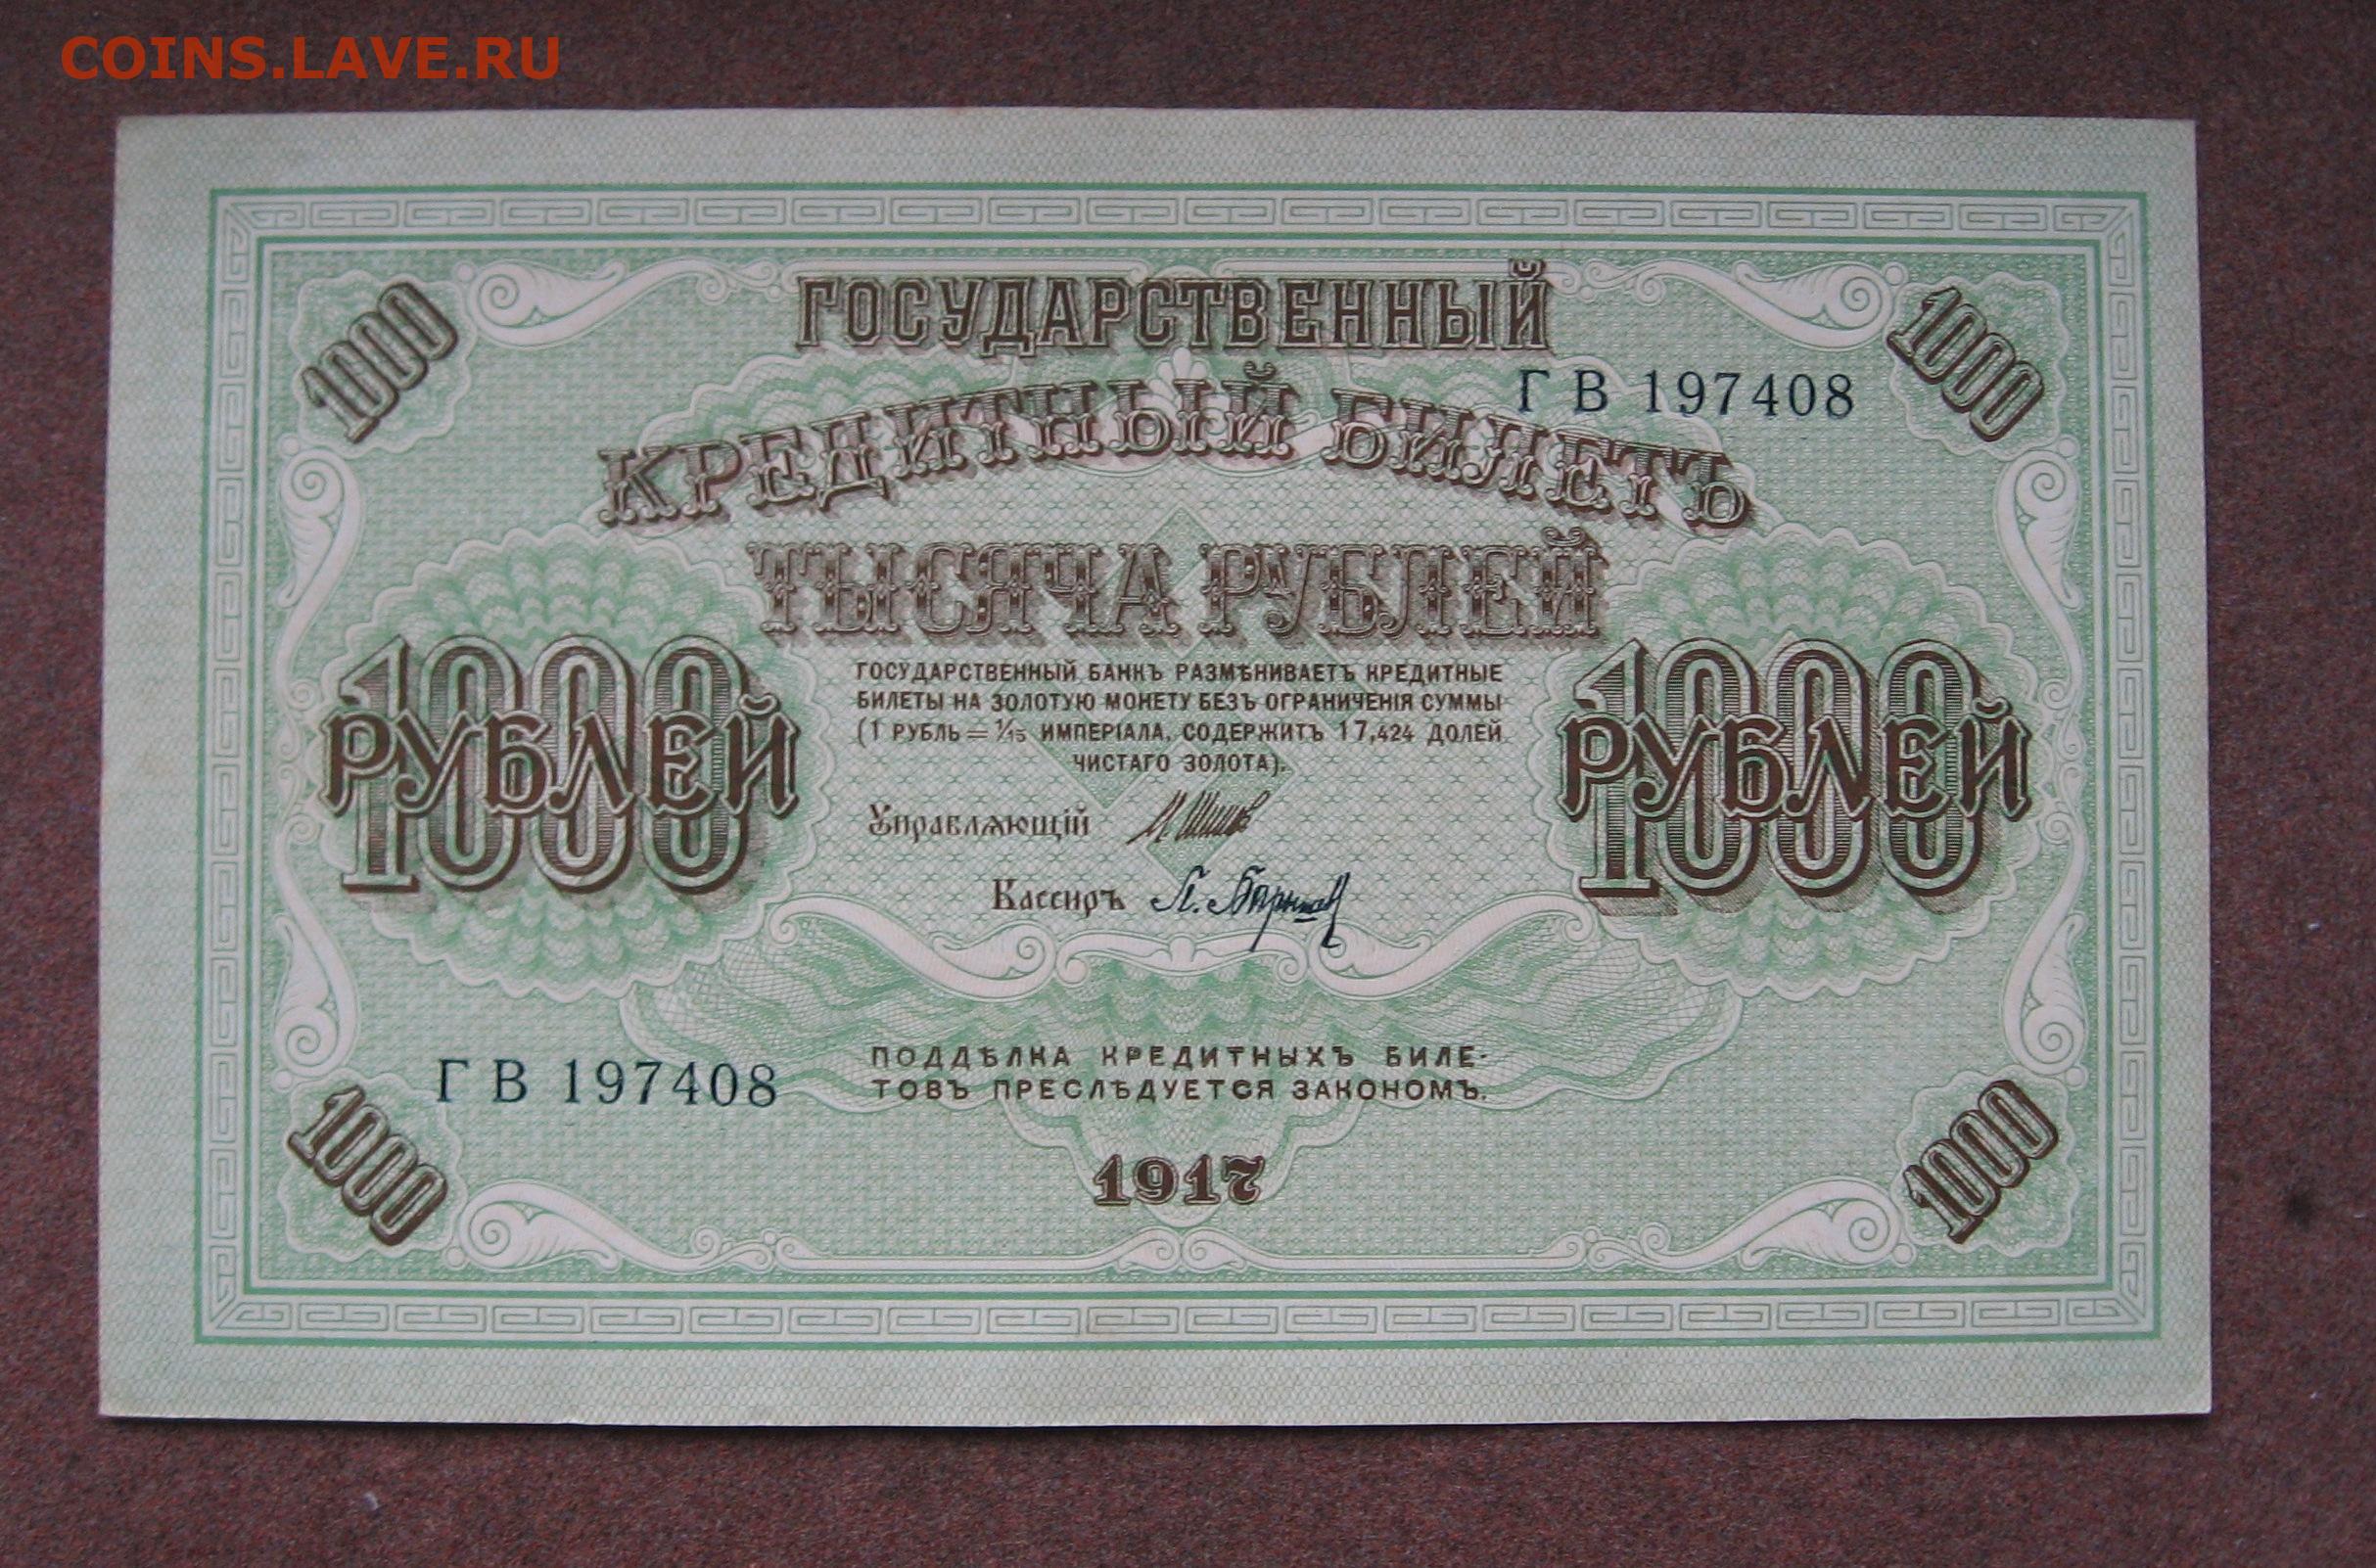 COINS.LAVE.RU
1000
ГОСУДАРСТВЕННЫЙ
1000
ГВ 197408
КРЕДИТНЫЙ БИЛЕТЪ
ТЫСЯЧА РУБЛЕЙ
1000 РУБЛЕЙ
ГОСУДАРСТВЕННЫЙ БАНКЪ РАЗМѢНИВАЕТЪ КРЕДИТНЫЕ
БИЛЕТЫ НА ЗОЛОТУЮ МОНЕТУ БЕЗЪ ОГРАНИЧЕНІЯ СУММЫ
(1 РУБЛЬ = 1/15 ИМПЕРІАЛА, СОДЕРЖИТЪ 17,424 ДОЛЕЙ
ЧИСТАГО ЗОЛОТА).
1000 РУБЛЕЙ
Управляющій И. Шипов
Кассиръ
ГВ 197408
ПОДДѢЛКА КРЕДИТНЫХЪ БИЛЕ-
ТОВЪ ПРЕСЛѢДУЕТСЯ ЗАКОНОМЪ.
1000
1917
1000